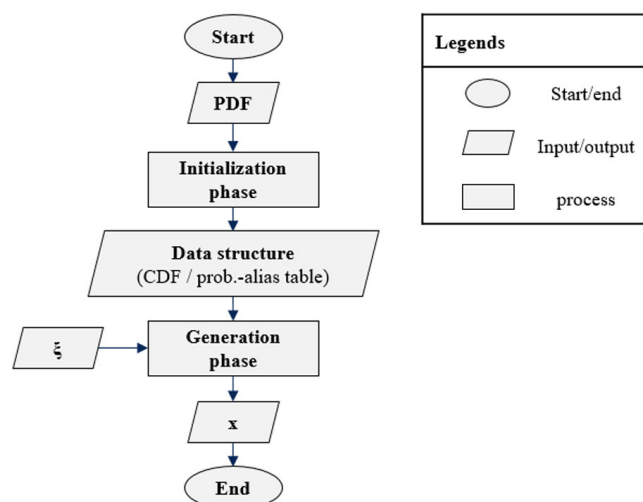 Start
PDF
Initialization
phase
Data structure
(CDF / prob.-alias table)
ξ
Generation
phase
x
End
Legends
Start/end
Input/output
process